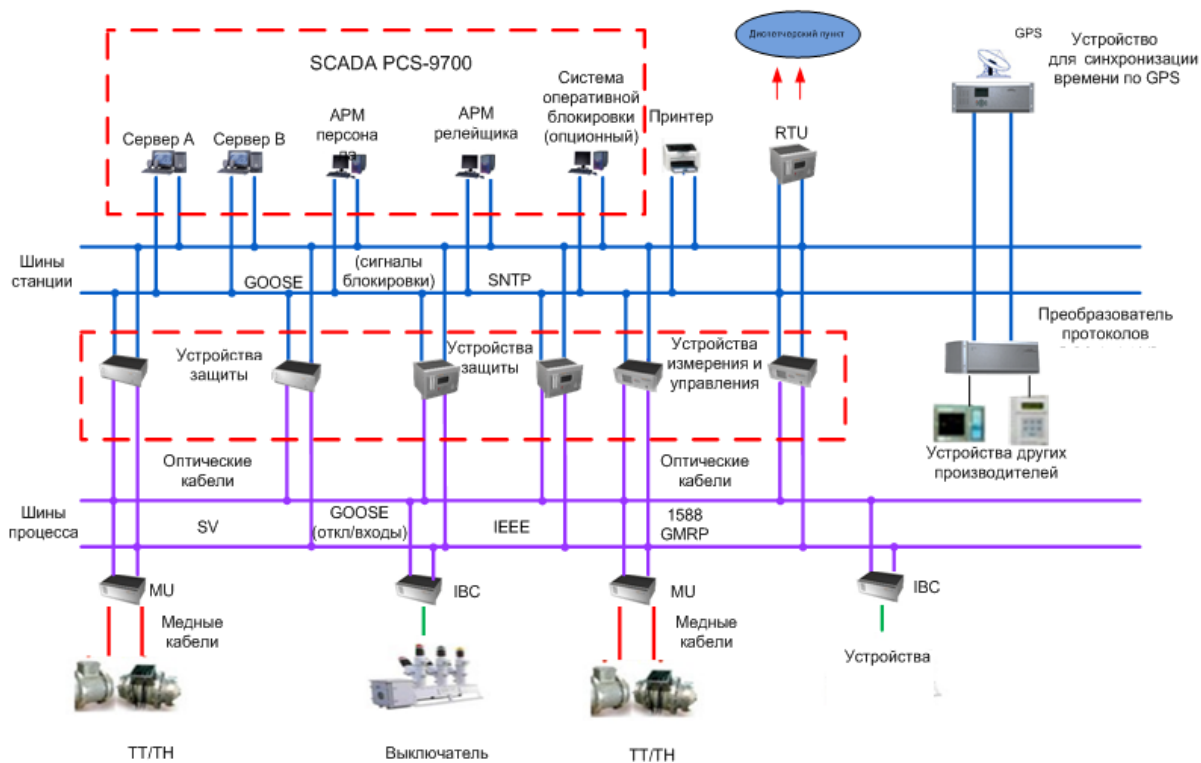 Диспетчерский пункт
GPS
Устройство
для синхронизации
времени по GPS
SCADA PCS-9700
Сервер А
Сервер В
АРМ
персона
АРМ
релейщика
Система
оперативной
блокировки
(опционный)
Принтер
RTU
Шины
станции
GOOSE
(сигналы
блокировки)
SNTP
Преобразователь
протоколов
Устройства
защиты
Устройства
защиты
Устройства
измерения и
управления
Устройства других
производителей
Оптические
кабели
Оптические
кабели
Шины
процесса
SV
GOOSE
(откл/входы)
IEEE
1588
GMRP
MU
IBC
MU
IBC
Медные
кабели
Медные
кабели
Устройства
ТТ/ТН
Выключатель
ТТ/ТН